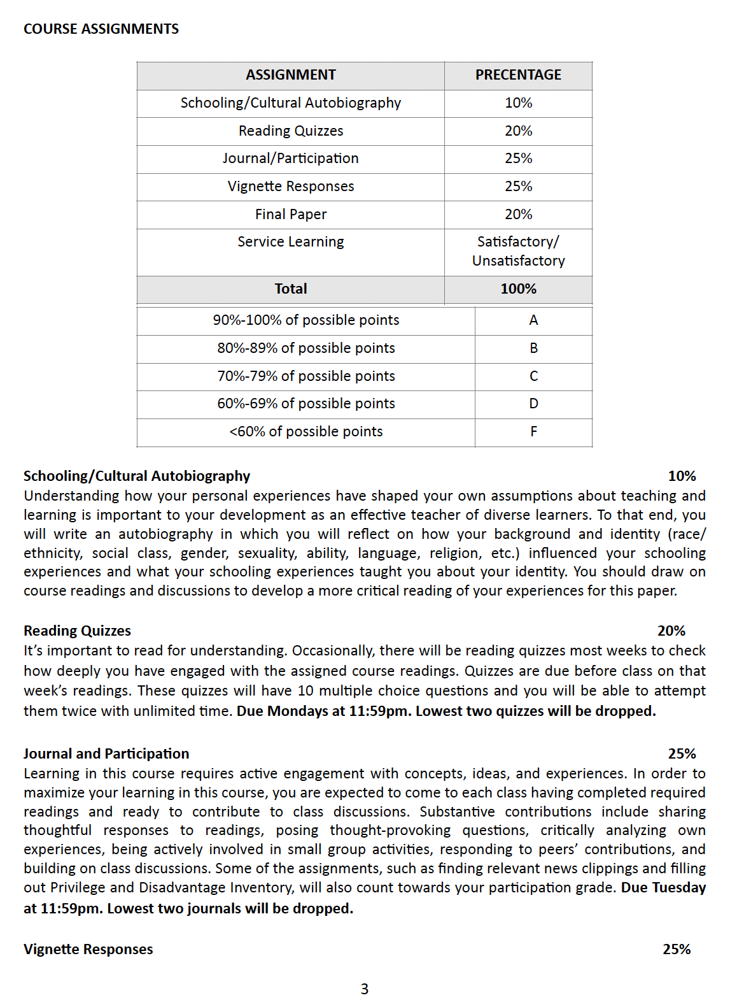 COURSE ASSIGNMENTS
ASSIGNMENT PRECENTAGE
Schooling/Cultural Autobiography 10%
Reading Quizzes 20%
Journal/Participation 25%
Vignette Responses 25%
Final Paper 20%
Service Learning Satisfactory/
Unsatisfactory
Total 100%
90%-100% of possible points A
80%-89% of possible points B
70%-79% of possible points C
60%-69% of possible points D
<60% of possible points F
Schooling/Cultural Autobiography 10%
Understanding how your personal experiences have shaped your own assumptions about teaching and
learning is important to your development as an effective teacher of diverse learners. To that end, you
will write an autobiography in which you will reflect on how your background and identity (race/
ethnicity, social class, gender, sexuality, ability, language, religion, etc.) influenced your schooling
experiences and what your schooling experiences taught you about your identity. You should draw on
course readings and discussions to develop a more critical reading of your experiences for this paper.
Reading Quizzes 20%
It’s important to read for understanding. Occasionally, there will be reading quizzes most weeks to check
how deeply you have engaged with the assigned course readings. Quizzes are due before class on that
week’s readings. These quizzes will have 10 multiple choice questions and you will be able to attempt
them twice with unlimited time. Due Mondays at 11:59pm. Lowest two quizzes will be dropped.
Journal and Participation 25%
Learning in this course requires active engagement with concepts, ideas, and experiences. In order to
maximize your learning in this course, you are expected to come to each class having completed required
readings and ready to contribute to class discussions. Substantive contributions include sharing
thoughtful responses to readings, posing thought-provoking questions, critically analyzing own
experiences, being actively involved in small group activities, responding to peers’ contributions, and
building on class discussions. Some of the assignments, such as finding relevant news clippings and filling
out Privilege and Disadvantage Inventory, will also count towards your participation grade. Due Tuesday
at 11:59pm. Lowest two journals will be dropped.
Vignette Responses 25%
3